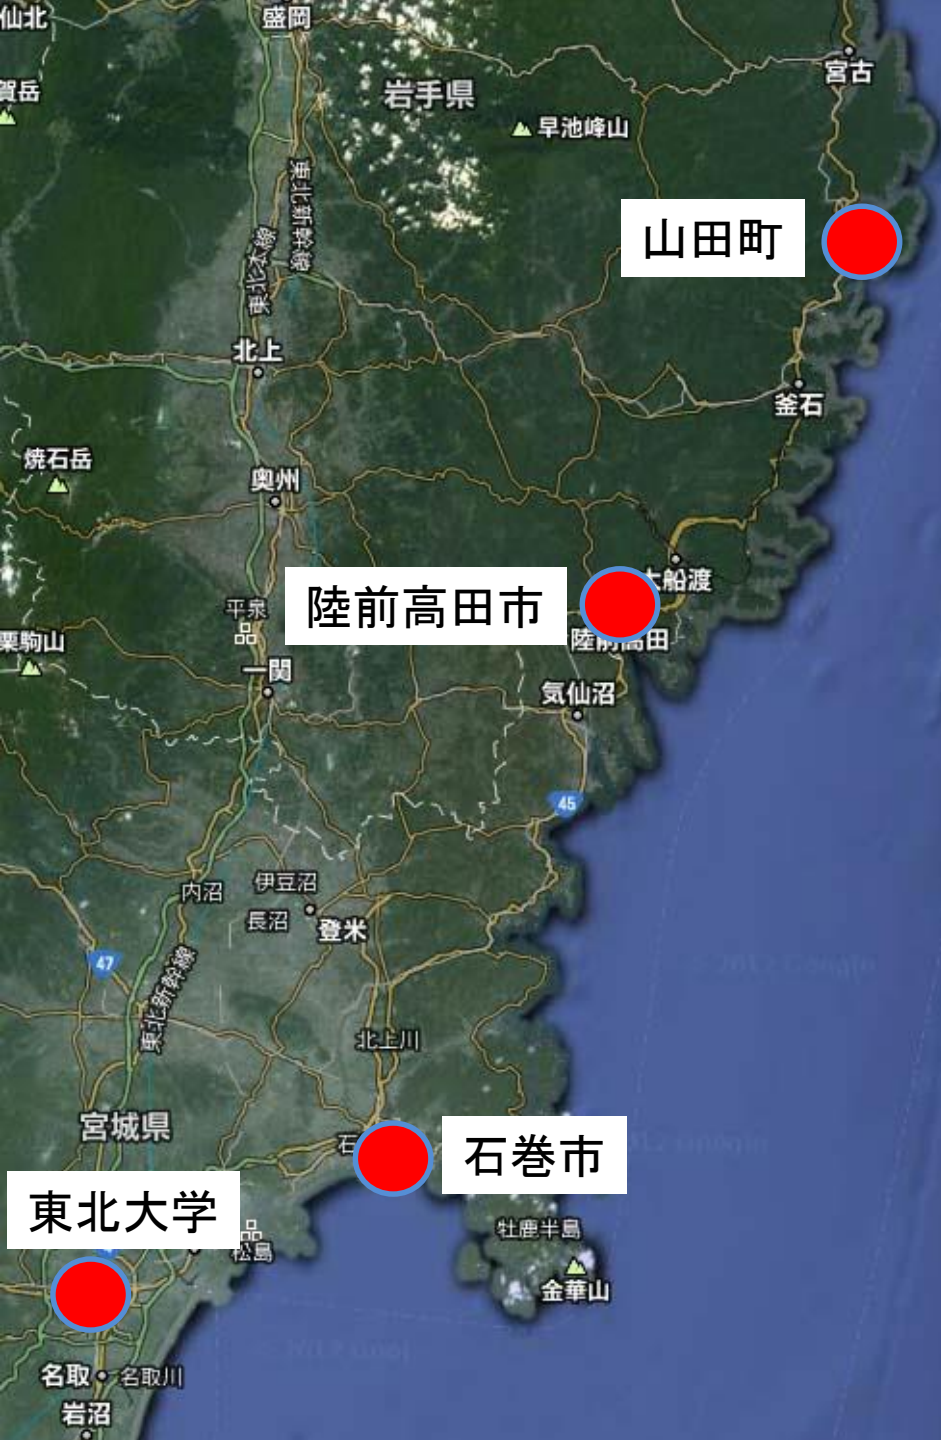 仙北
盛岡
宮古
賀岳
岩手県
早池峰山
東北新幹線
山田町
東北本線
北上
釜石
焼石岳
奥州
大船渡
陸前高田市
平泉
陸前高田
栗駒山
一関
気仙沼
45
伊豆沼
内沼
長沼
登米
47
東北新幹線
北上川
宮城県
石
石巻市
東北大学
牡鹿半島
松島
金華山
名取
名取川
岩沼